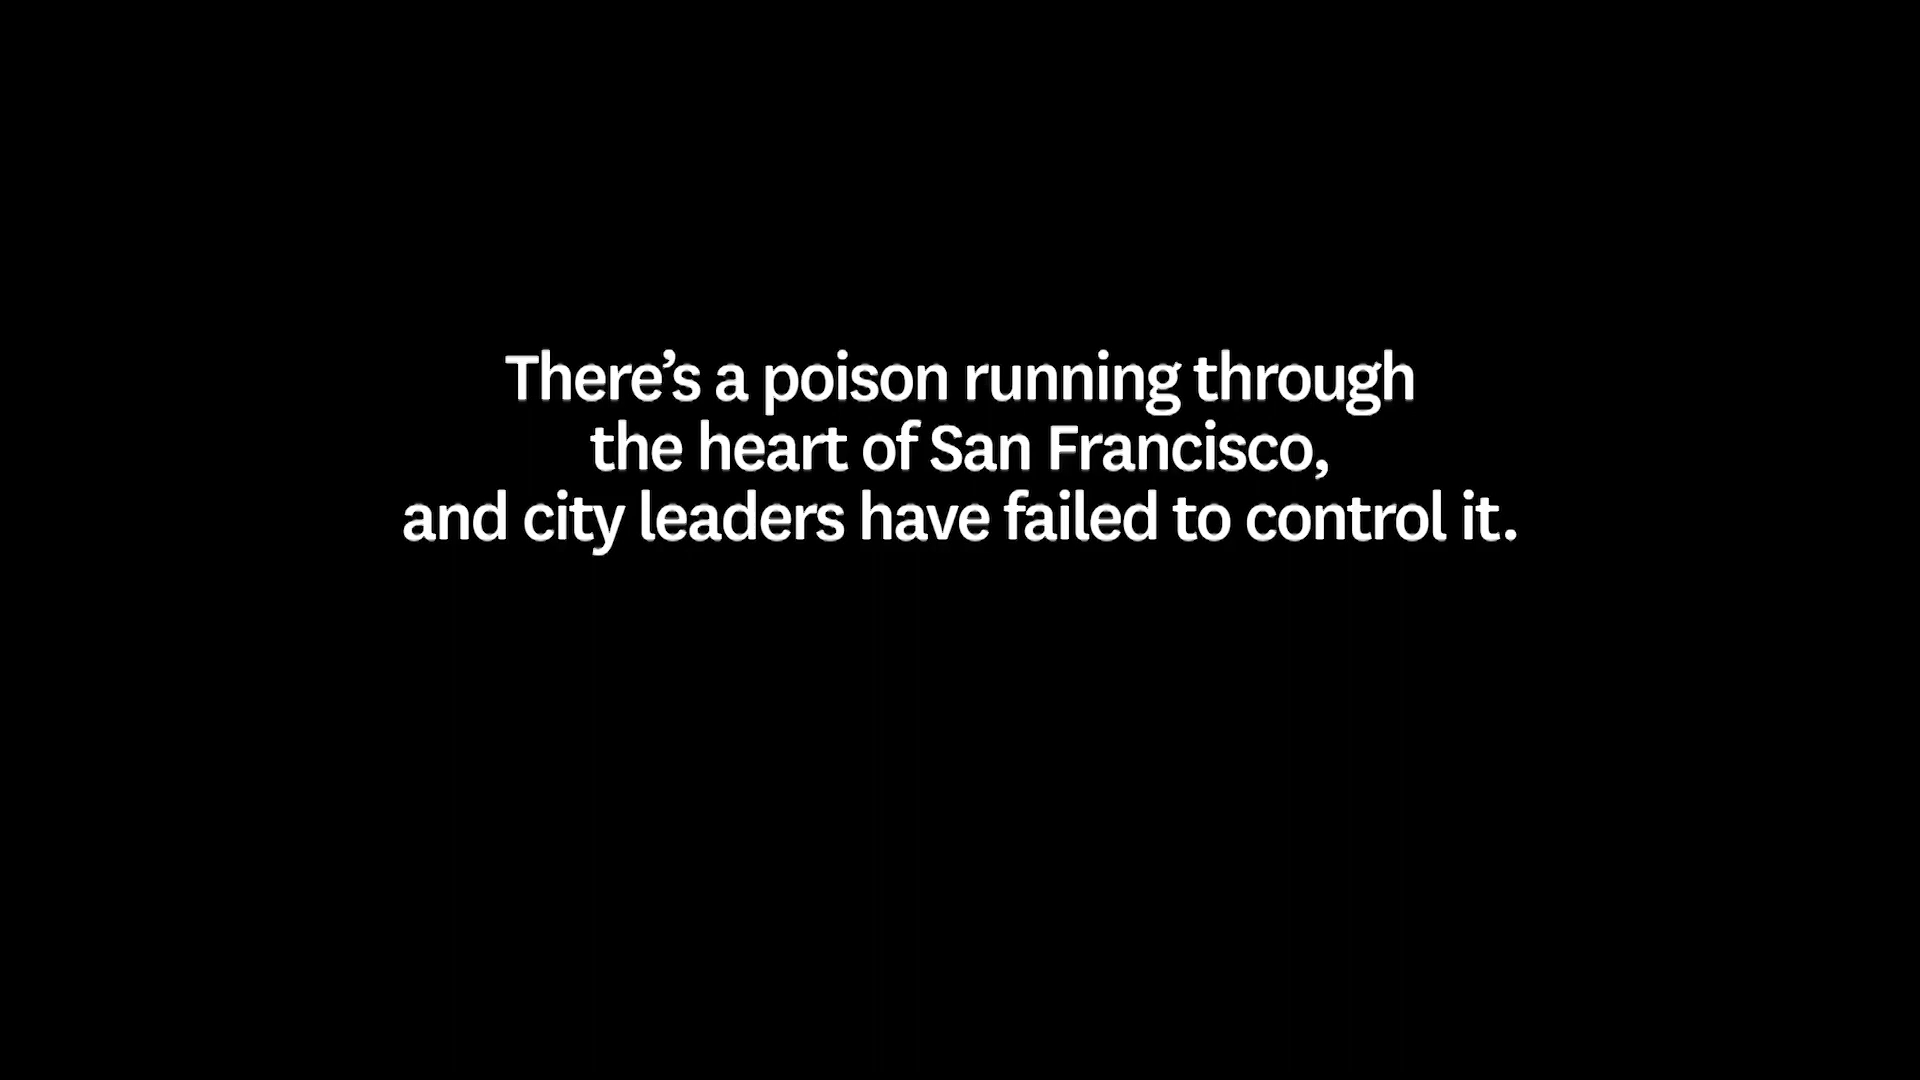 There’s a poison running through
the heart of San Francisco,
and city leaders have failed to control it.